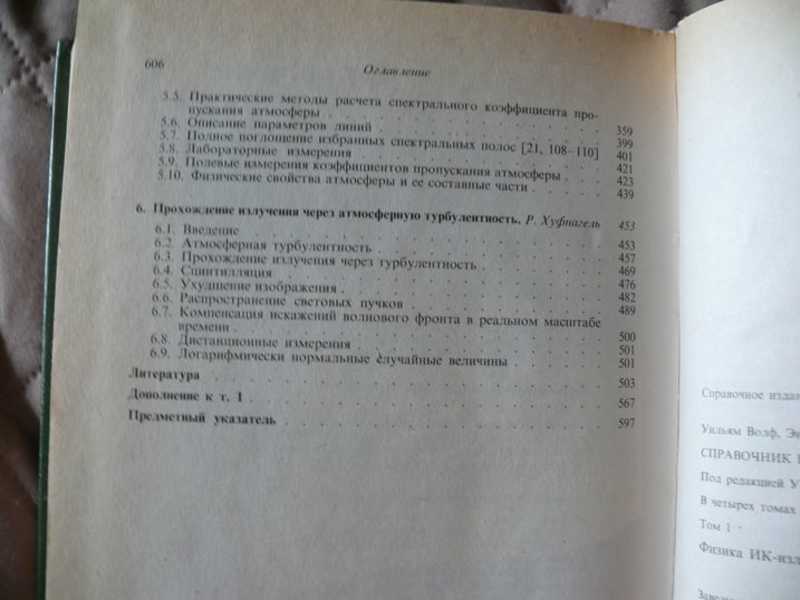 606
Оглавление
5.5. Практические методы расчета спектрального коэффициента про-
пускания атмосферы . . . . . . . . . . . . . . . . 359
5.6. Описание параметров линий . . . . . . . . . . . . . . 399
5.7. Полное поглощение избранных спектральных полос [21, 108–110] 401
5.8. Лабораторные измерения . . . . . . . . . . . . . . . 421
5.9. Полевые измерения коэффициентов пропускания атмосферы . . . 423
5.10. Физические свойства атмосферы и ее составные части . . . . . 439
6. Прохождение излучения через атмосферную турбулентность. Р. Хуфнагель 453
6.1. Введение . . . . . . . . . . . . . . . . . . . . 453
6.2. Атмосферная турбулентность . . . . . . . . . . . . . 457
6.3. Прохождение излучения через турбулентность . . . . . . . . 469
6.4. Сцинтилляция . . . . . . . . . . . . . . . . . . 476
6.5. Ухудшение изображения . . . . . . . . . . . . . . . 482
6.6. Распространение световых пучков . . . . . . . . . . . 489
6.7. Компенсация искажений волнового фронта в реальном масштабе
времени . . . . . . . . . . . . . . . . . . . . 500
6.8. Дистанционные измерения . . . . . . . . . . . . . . 501
6.9. Логарифмически нормальные случайные величины . . . . . . 501
Литература . . . . . . . . . . . . . . . . . . . . . 503
Дополнение к т. 1 . . . . . . . . . . . . . . . . . . . 567
Предметный указатель . . . . . . . . . . . . . . . . . 597
Справочное издан
Уильям Волф, Э
СПРАВОЧНИК
Под редакцией У
В четырех томах
Том 1
Физика ИК-изл